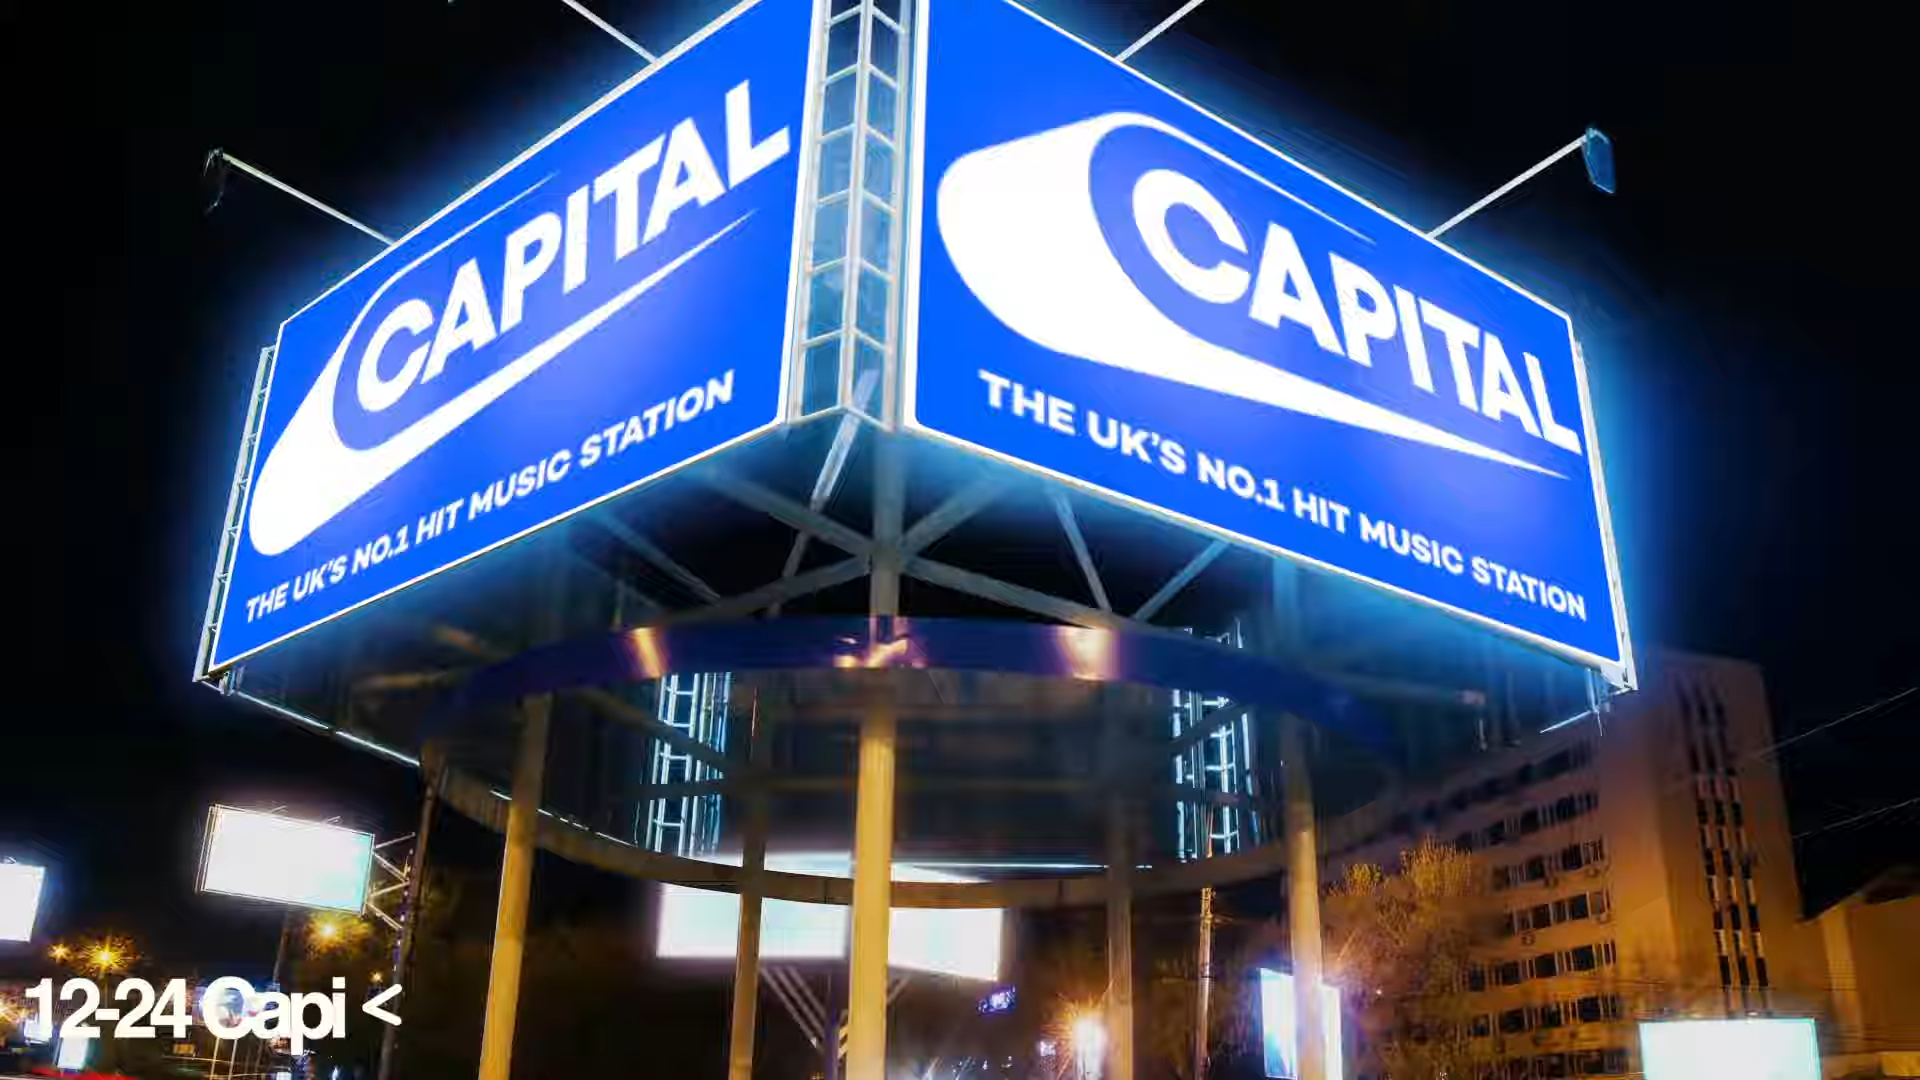 CAPITAL
THE UK'S NO.1 HIT MUSIC STATION
CAPITAL
THE UK'S NO.1 HIT MUSIC STATION
12-24 Capi <